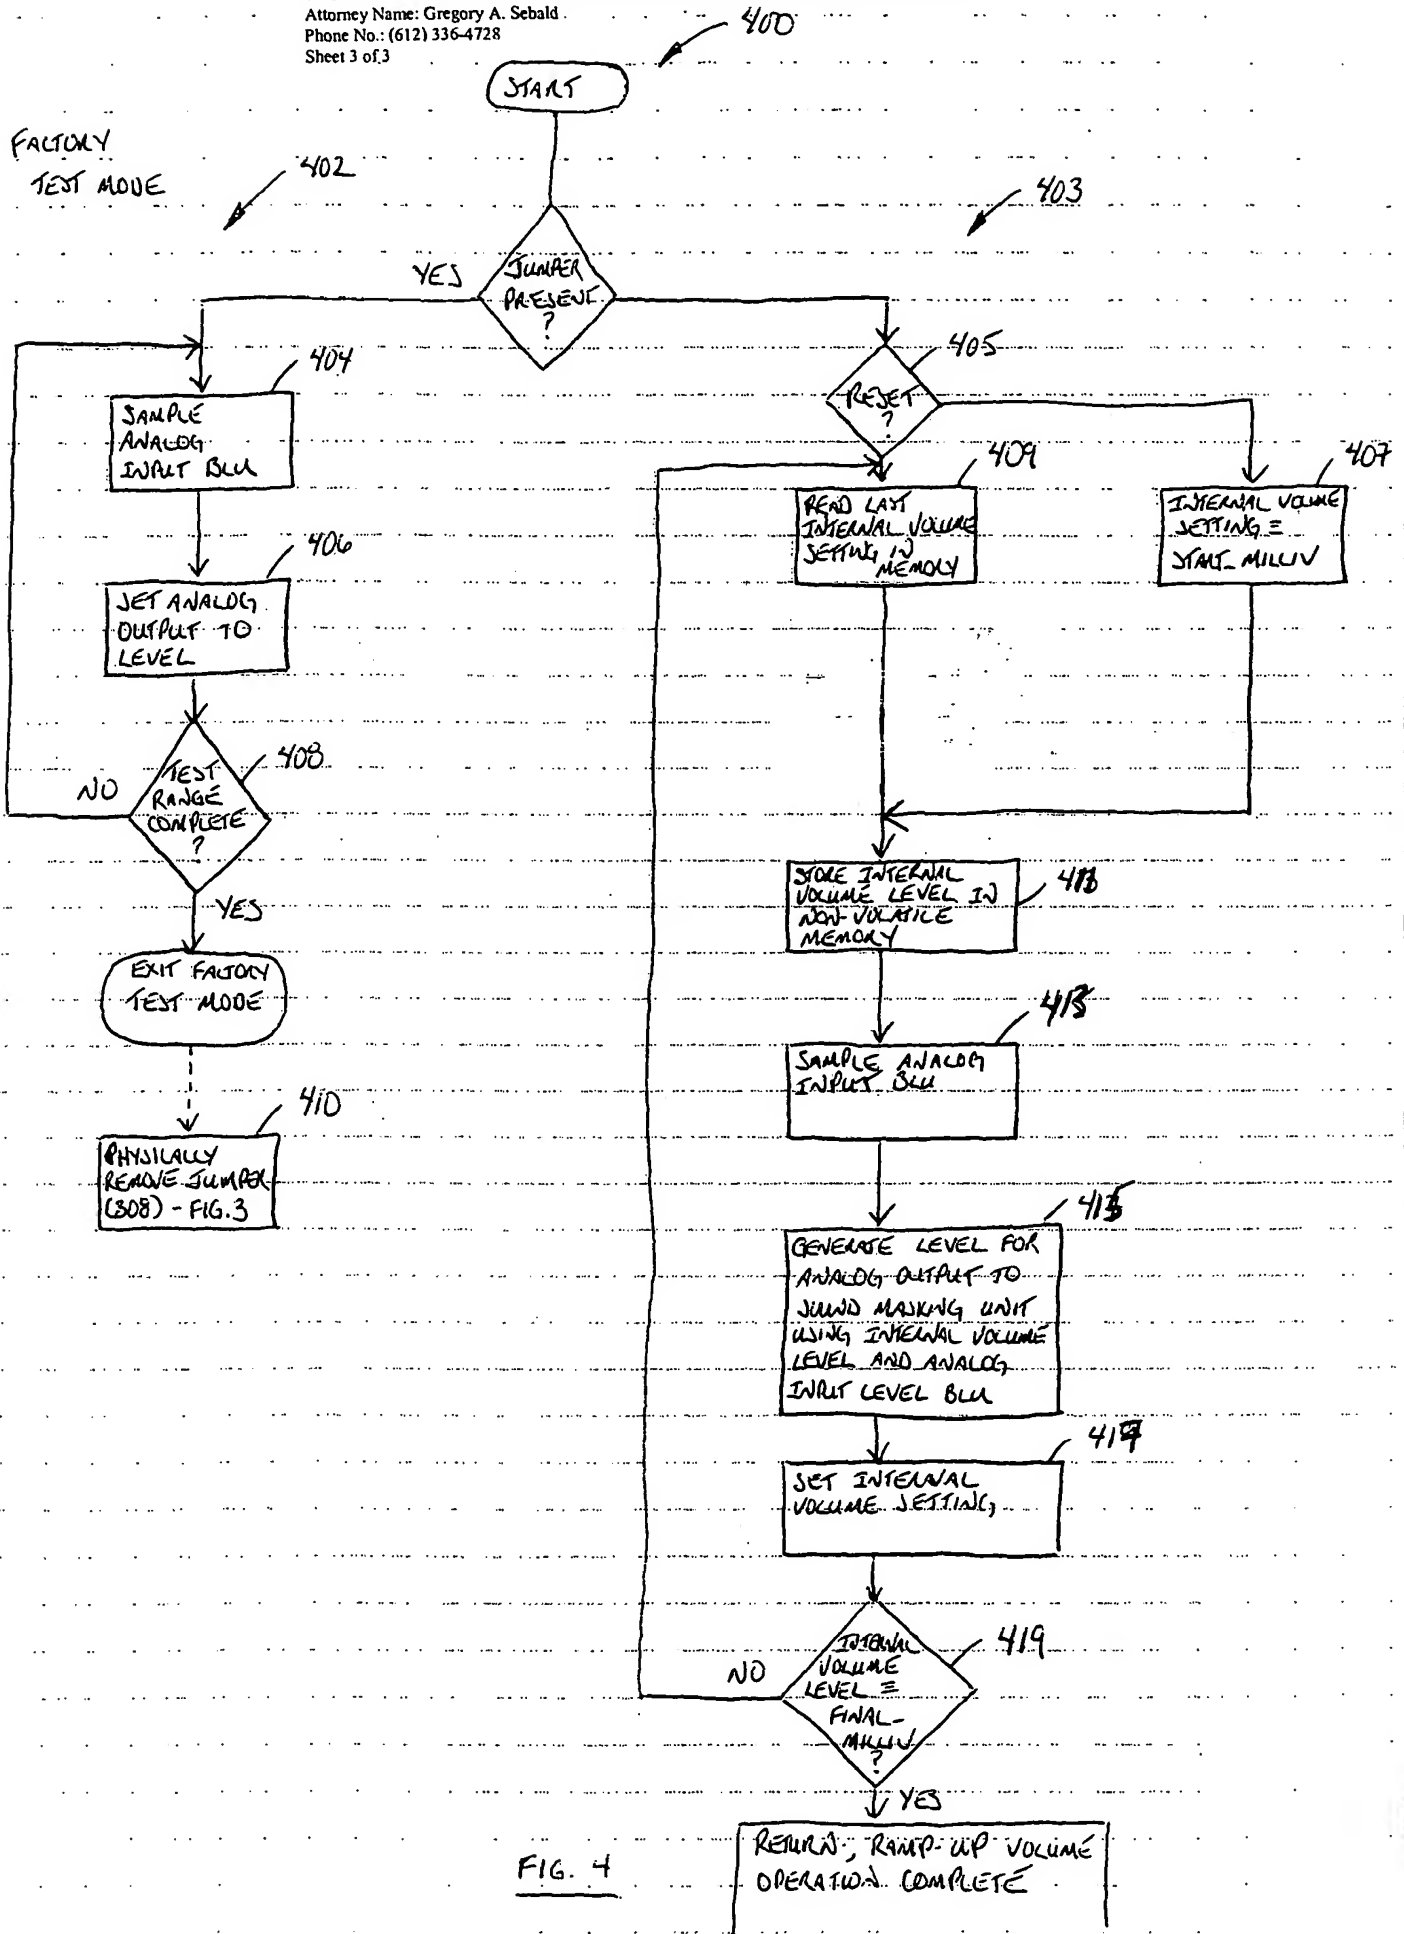 Attorney Name: Gregory A. Sebald
Phone No.: (612) 336-4728
Sheet 3 of 3
400
START
FACTORY
TEST MODE
402
403
YES
JUMPER
PRESENT
?
404
SAMPLE
ANALOG
INPUT BLU
405
RESET
?
409
READ LAST
INTERNAL VOLUME
SETTING IN
MEMORY
407
INTERNAL VOLUME
SETTING ≡
START_MILLIV
406
SET ANALOG
OUTPUT TO
LEVEL
408
TEST
RANGE
COMPLETE
?
NO
YES
EXIT FACTORY
TEST MODE
410
PHYSICALLY
REMOVE JUMPER
(308) - FIG. 3
STORE INTERNAL
VOLUME LEVEL IN
NON-VOLATILE
MEMORY
SAMPLE ANALOG
INPUT BLU
GENERATE LEVEL FOR
ANALOG OUTPUT TO
SOUND MASKING UNIT
USING INTERNAL VOLUME
LEVEL AND ANALOG
INPUT LEVEL BLU
SET INTERNAL
VOLUME SETTING
419
INTERNAL
VOLUME
LEVEL ≡
FINAL_
MILLIV
?
NO
YES
RETURN; RAMP-UP VOLUME
OPERATION COMPLETE
FIG. 4